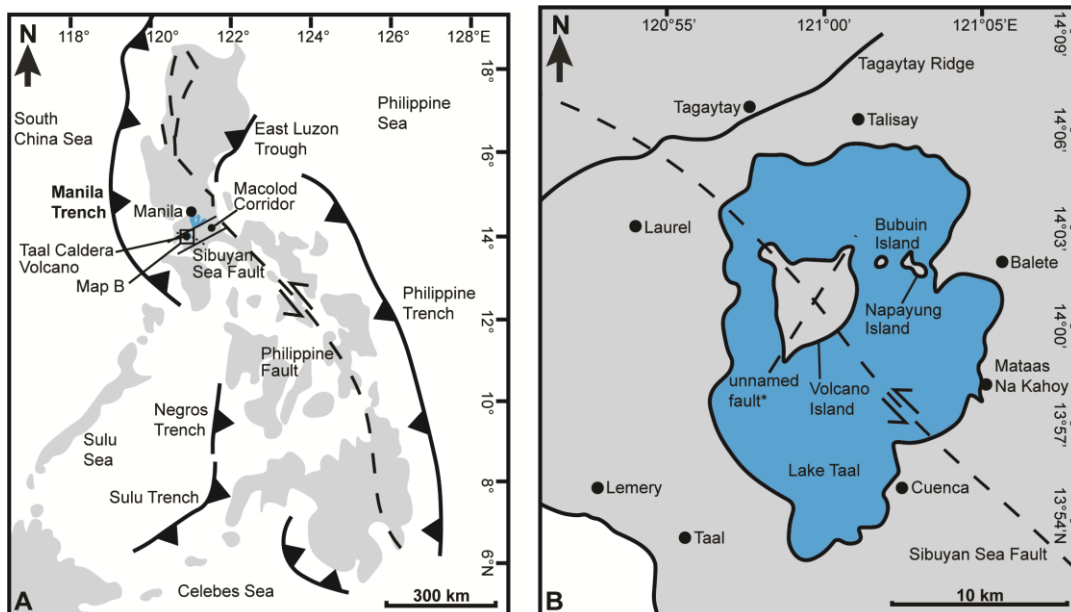 118°
120°
122°
124°
126°
128°E
N
18°
16°
14°
12°
10°
8°
6°N
South
China Sea
Philippine
Sea
East Luzon
Trough
Manila
Trench
Manila
Macolod
Corridor
Taal Caldera
Volcano
Map B
Sibuyan
Sea Fault
Philippine
Trench
Philippine
Fault
Negros
Trench
Sulu
Sea
Sulu Trench
Celebes Sea
300 km
A
120°55'
121°00'
121°05'
N
14°09'
14°06'
14°03'
14°00'
13°57'
13°54'N
Tagaytay Ridge
Tagaytay
Talisay
Laurel
Bubuin
Island
Balete
Napayung
Island
unnamed
fault*
Volcano
Island
Mataas
Na Kahoy
Lake Taal
Lemery
Cuenca
Taal
Sibuyan Sea Fault
10 km
B